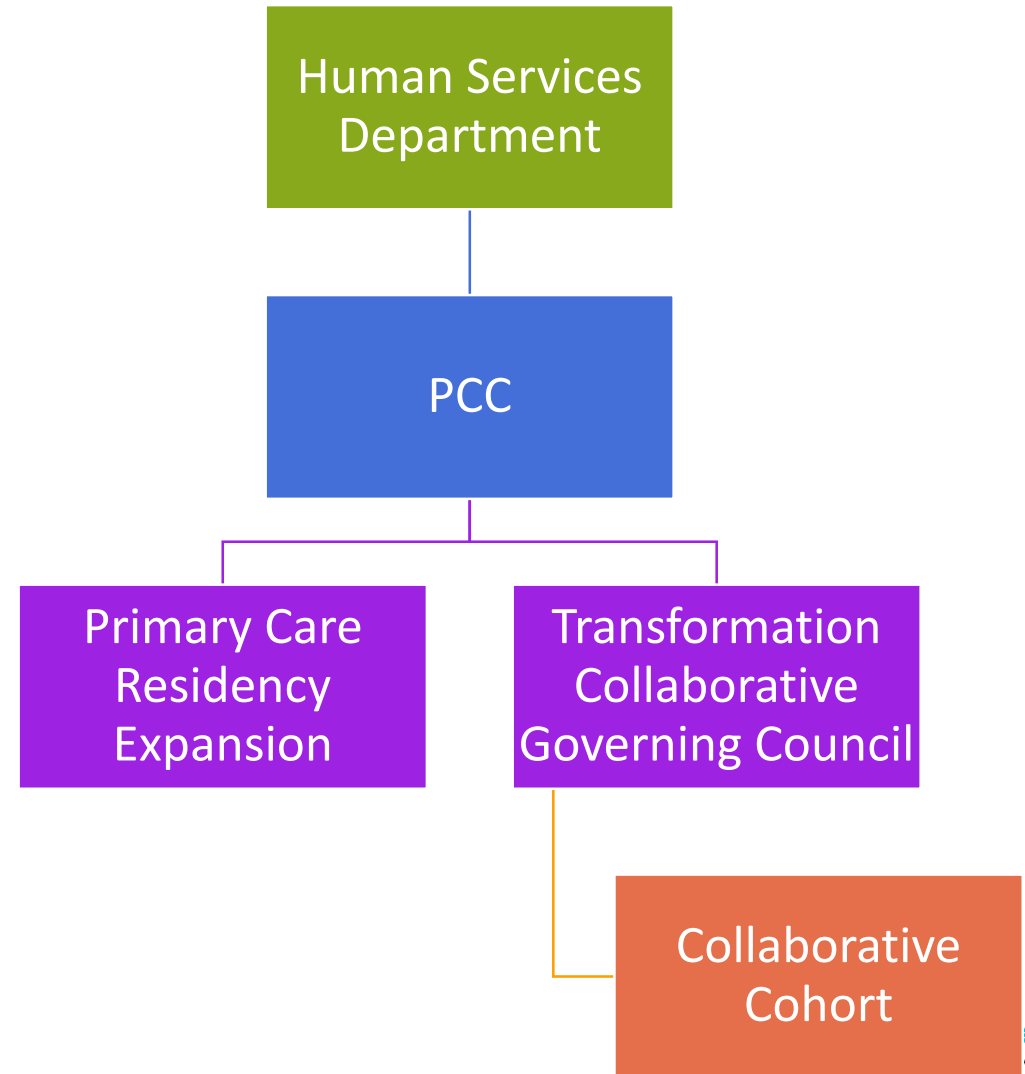 Human Services
Department
PCC
Primary Care
Residency
Expansion
Transformation
Collaborative
Governing Council
Collaborative
Cohort